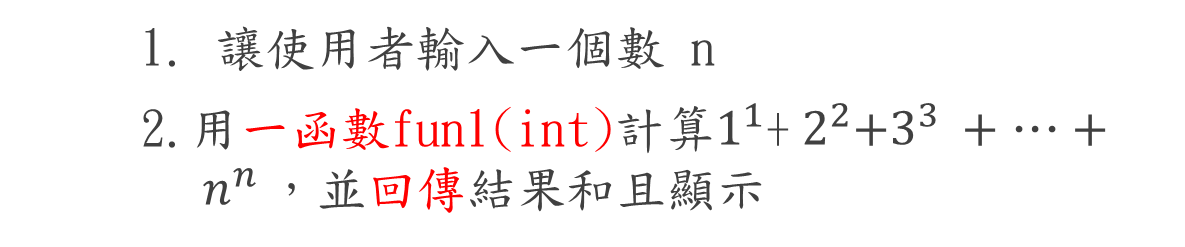 1. 讓使用者輸入一個數 n
2.用一函數fun1(int)計算1¹+ 2²+3³ + ⋯ +
nⁿ ，並回傳結果和且顯示